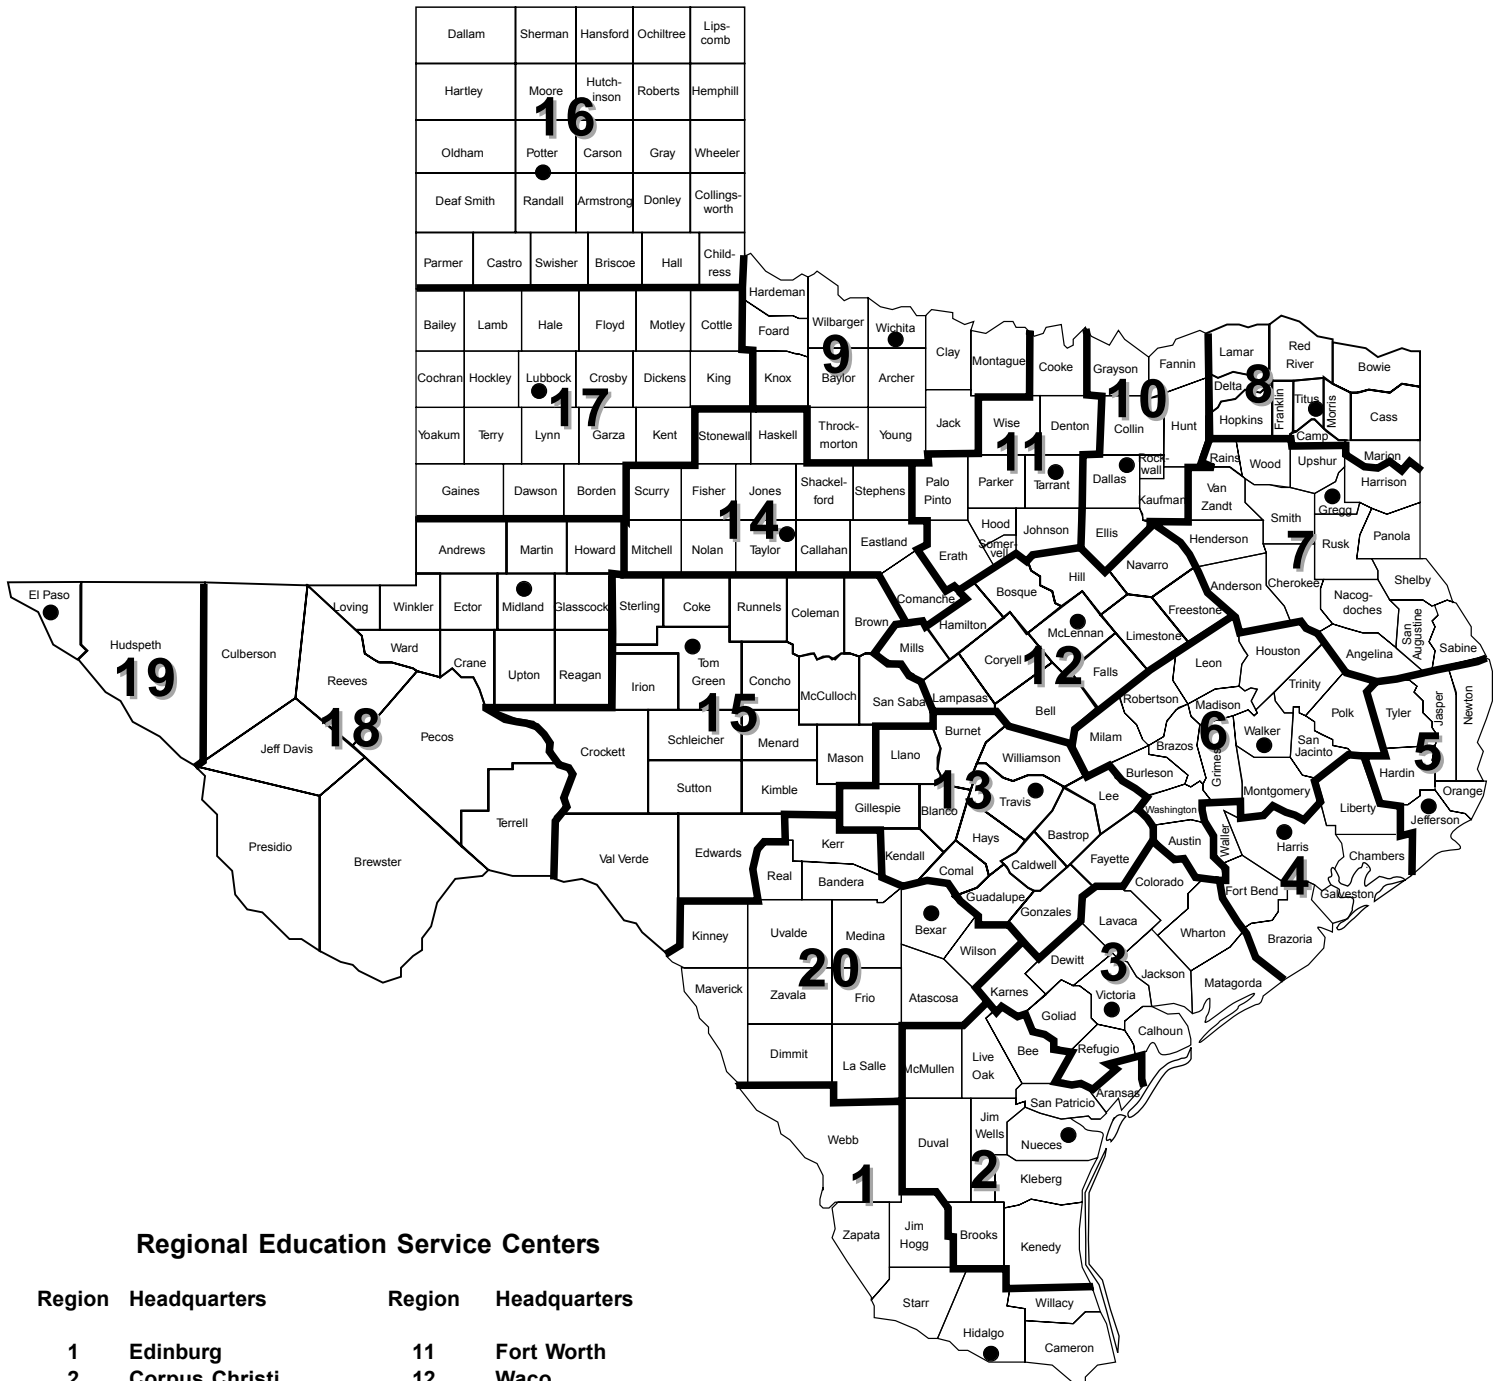 Dallam Sherman Hansford Ochiltree Lips-
comb
Hartley Moore Hutch-
inson Roberts Hemphill
16
Oldham Potter Carson Gray Wheeler
Deaf Smith Randall Armstrong Donley Collings-
worth
Parmer Castro Swisher Briscoe Hall Child-
ress
Hardeman
Bailey Lamb Hale Floyd Motley Cottle Foard Wilbarger Wichita
9
Clay Montague Cooke Grayson Fannin Lamar Red
River Bowie
Cochran Hockley Lubbock Crosby Dickens King Knox Baylor Archer
17
10
8
Delta Hopkins Franklin Titus Morris Cass
Camp
Yoakum Terry Lynn Garza Kent Stonewall Haskell Throck-
morton Young Jack Wise Denton Collin Hunt
11
Rains Wood Upshur Marion
Harrison
Gaines Dawson Borden Scurry Fisher Jones Shackel-
ford Stephens Palo
Pinto Parker Tarrant Dallas Rock-
wall
Kaufman Van
Zandt Smith Gregg
14
7
Rusk Panola
Andrews Martin Howard Mitchell Nolan Taylor Callahan Eastland Erath Hood Somer-
vell Johnson Ellis Henderson
Navarro Anderson Cherokee Nacog-
doches Shelby
San
Augustine Sabine
El Paso Hudspeth
19
Culberson
Loving Winkler Ector Midland Glasscock Sterling Coke Runnels Coleman Brown Comanche Bosque Hill Freestone
Ward Crane Upton Reagan Irion Tom
Green Concho McCulloch Mills Hamilton McLennan Limestone
12
Coryell Falls Leon Houston Angelina
Reeves
18
Jeff Davis Pecos
15
San Saba Lampasas Bell Robertson Madison Trinity Polk Tyler Jasper Newton
Crockett Schleicher Menard Mason Llano Burnet Williamson Milam Brazos
6
Grimes Walker San
Jacinto
5
Hardin
Orange
Presidio Brewster Terrell
Sutton Kimble Gillespie Blanco
13
Travis Lee Burleson Washington Montgomery Liberty Jefferson
Val Verde Edwards Kerr Real Bandera Kendall Hays Comal Caldwell Bastrop Fayette Austin Waller Harris
4
Chambers
Galveston
Guadalupe Gonzales Colorado Fort Bend Brazoria
Kinney Uvalde Medina Bexar Wilson Lavaca Wharton
20
3
Dewitt Jackson Matagorda
Maverick Zavala Frio Atascosa Karnes Victoria
Goliad Calhoun
Dimmit La Salle McMullen Live
Oak Bee Refugio
Aransas
San Patricio
Webb Duval Jim
Wells Nueces
1
2
Kleberg
Zapata Jim
Hogg Brooks Kenedy
Starr Hidalgo Willacy
Cameron
Regional Education Service Centers
Region Headquarters Region Headquarters
1 Edinburg 11 Fort Worth
2 Corpus Christi 12 Waco